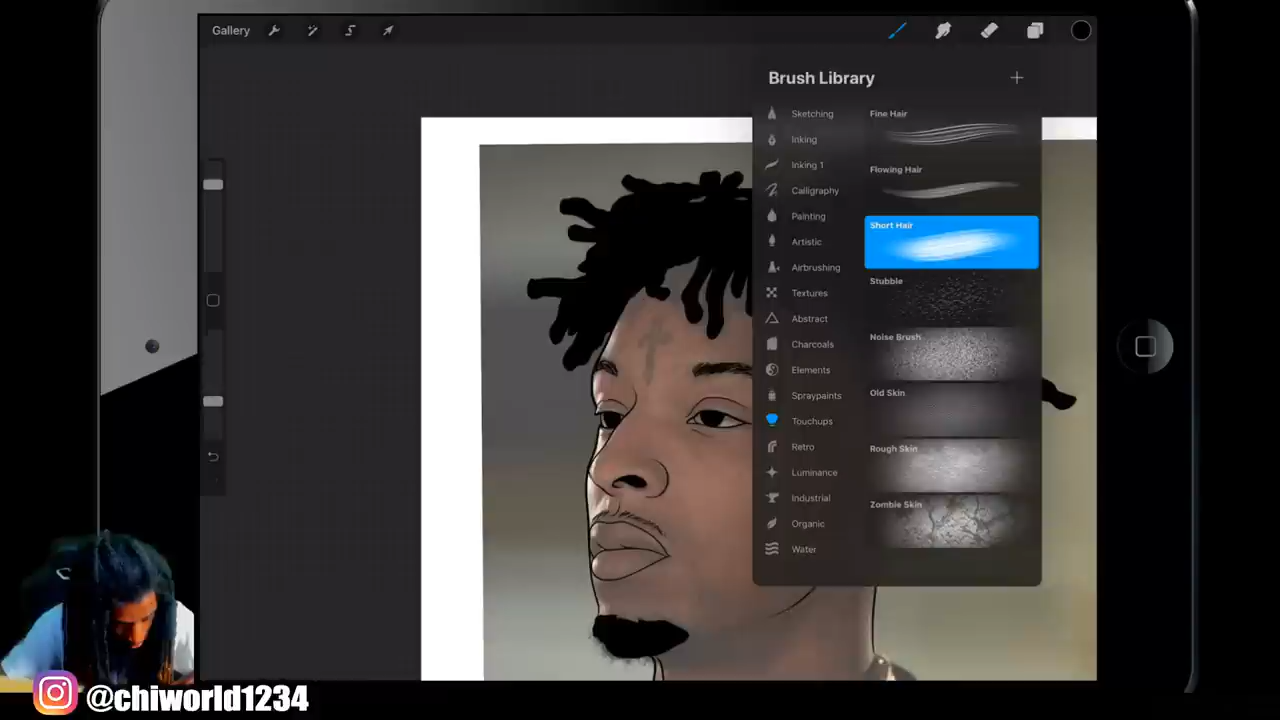 Gallery
Brush Library
Sketching
Inking
Inking 1
Calligraphy
Painting
Artistic
Airbrushing
Textures
Abstract
Charcoals
Elements
Spraypaints
Touchups
Retro
Luminance
Industrial
Organic
Water
Fine Hair
Flowing Hair
Short Hair
Stubble
Noise Brush
Old Skin
Rough Skin
Zombie Skin
@chiworld1234